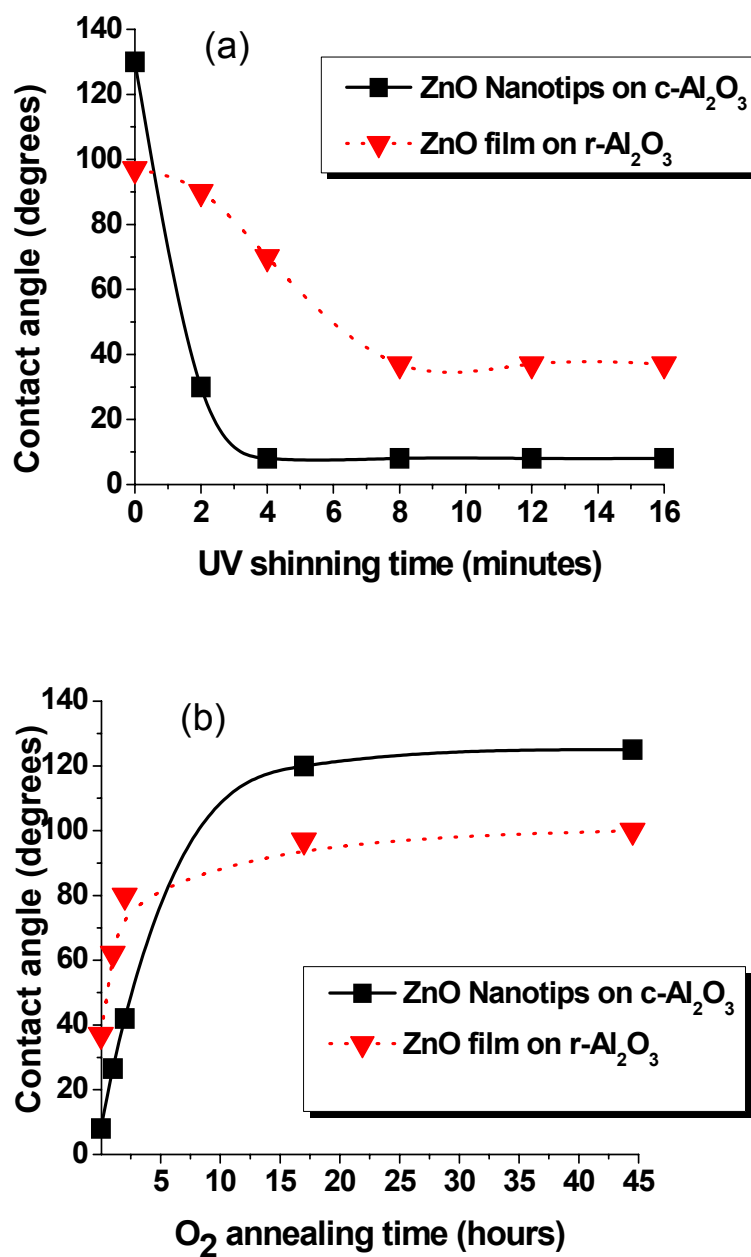 (a)
ZnO Nanotips on c-Al₂O₃
ZnO film on r-Al₂O₃
Contact angle (degrees)
140
120
100
80
60
40
20
0
0 2 4 6 8 10 12 14 16
UV shinning time (minutes)
(b)
Contact angle (degrees)
140
120
100
80
60
40
20
0
ZnO Nanotips on c-Al₂O₃
ZnO film on r-Al₂O₃
5 10 15 20 25 30 35 40 45
O₂ annealing time (hours)